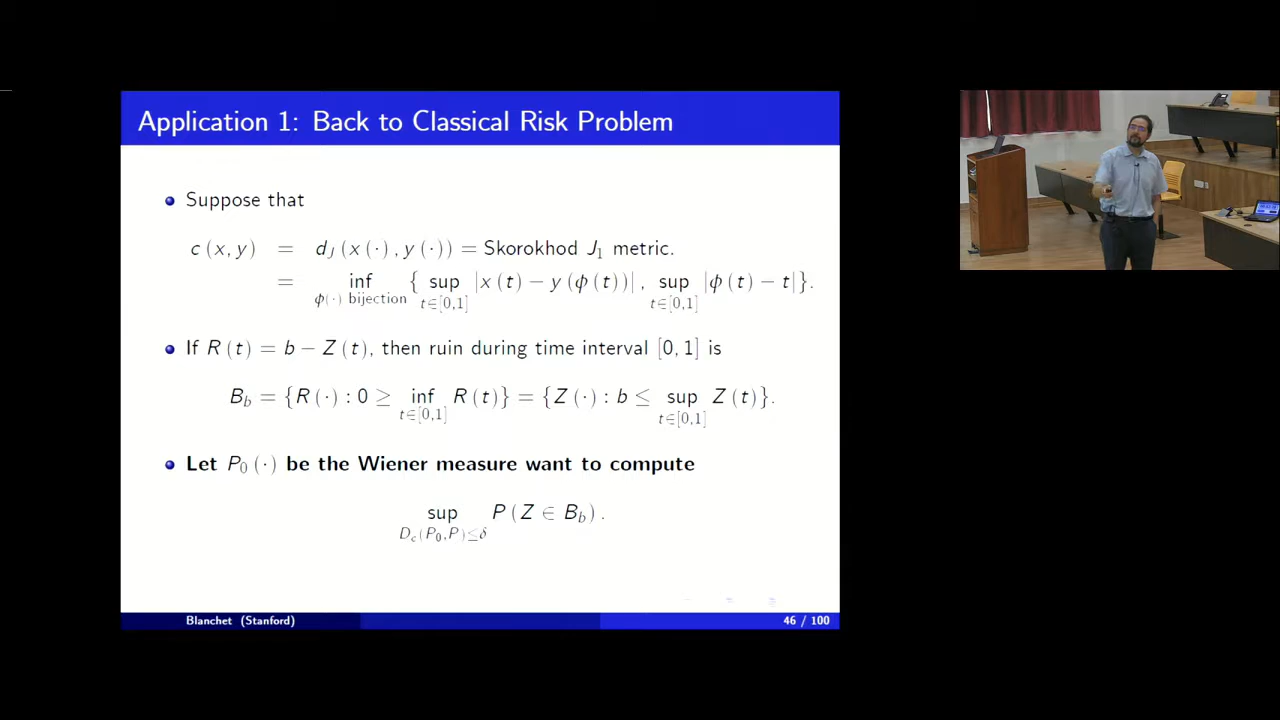 Application 1: Back to Classical Risk Problem
Suppose that
c (x, y) = d_J (x (·) , y (·)) = Skorokhod J_1 metric.
= inf_{ϕ(·) bijection} { sup_{t∈[0,1]} |x (t) − y (ϕ (t))| , sup_{t∈[0,1]} |ϕ (t) − t|}.
If R (t) = b − Z (t), then ruin during time interval [0, 1] is
B_b = {R (·) : 0 ≥ inf_{t∈[0,1]} R (t)} = {Z (·) : b ≤ sup_{t∈[0,1]} Z (t)}.
Let P_0 (·) be the Wiener measure want to compute
sup_{D_c(P_0,P)≤δ} P (Z ∈ B_b) .
Blanchet (Stanford) 46 / 100